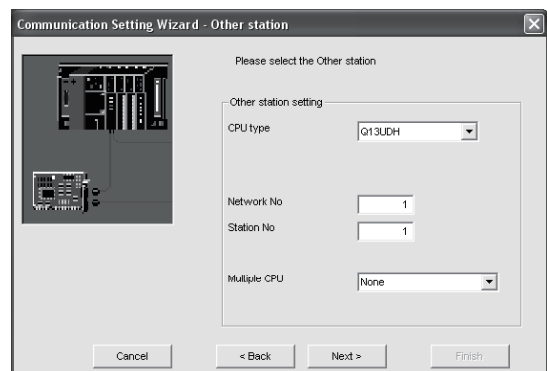 Communication Setting Wizard - Other station
Please select the Other station
Other station setting
CPU type Q13UDH
Network No 1
Station No 1
Multiple CPU None
Cancel < Back Next > Finish